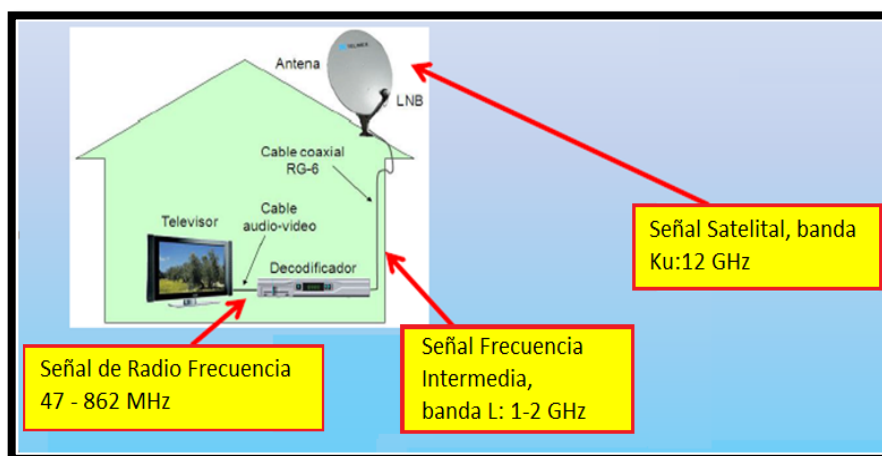 TELMEX
Antena
LNB
Cable coaxial
RG-6
Cable
audio-video
Televisor
Decodificador
Señal Satelital, banda
Ku:12 GHz
Señal de Radio Frecuencia
47 - 862 MHz
Señal Frecuencia
Intermedia,
banda L: 1-2 GHz